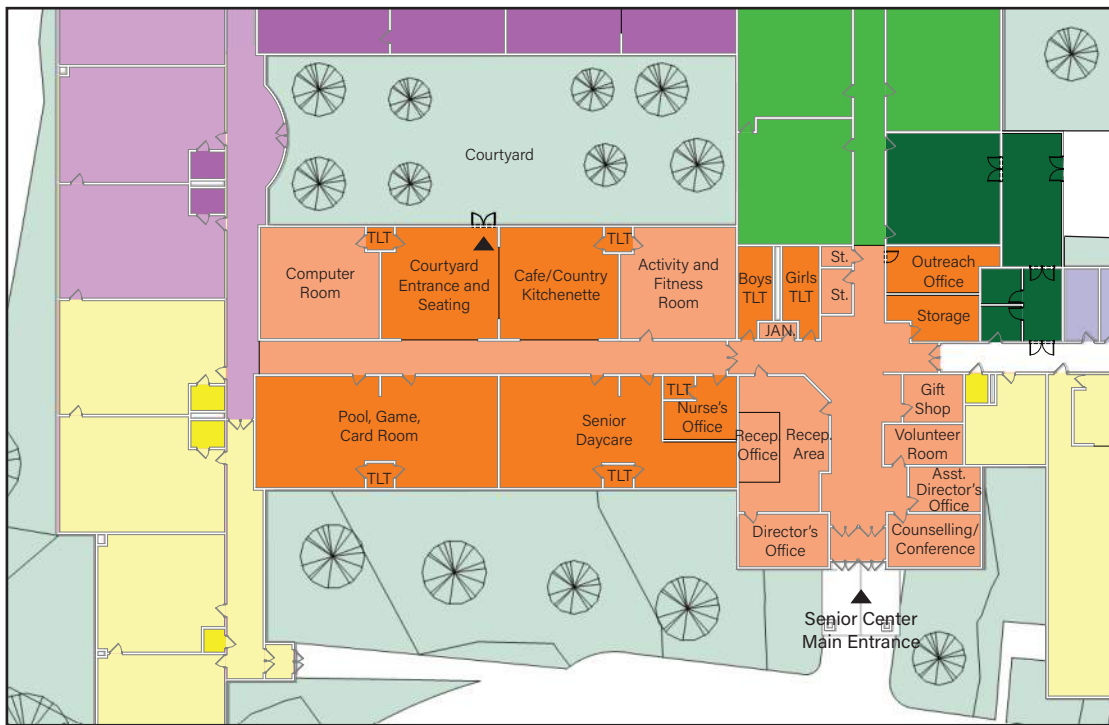 Courtyard
TLT
TLT
Computer
Room
Courtyard
Entrance and
Seating
Cafe/Country
Kitchenette
Activity and
Fitness
Room
Boys
TLT
Girls
TLT
St.
St.
JAN.
Outreach
Office
Storage
Pool, Game,
Card Room
TLT
Senior
Daycare
TLT
TLT
Nurse's
Office
Recep.
Office
Recep.
Area
Gift
Shop
Volunteer
Room
Asst.
Director's
Office
Director's
Office
Counselling/
Conference
Senior Center
Main Entrance